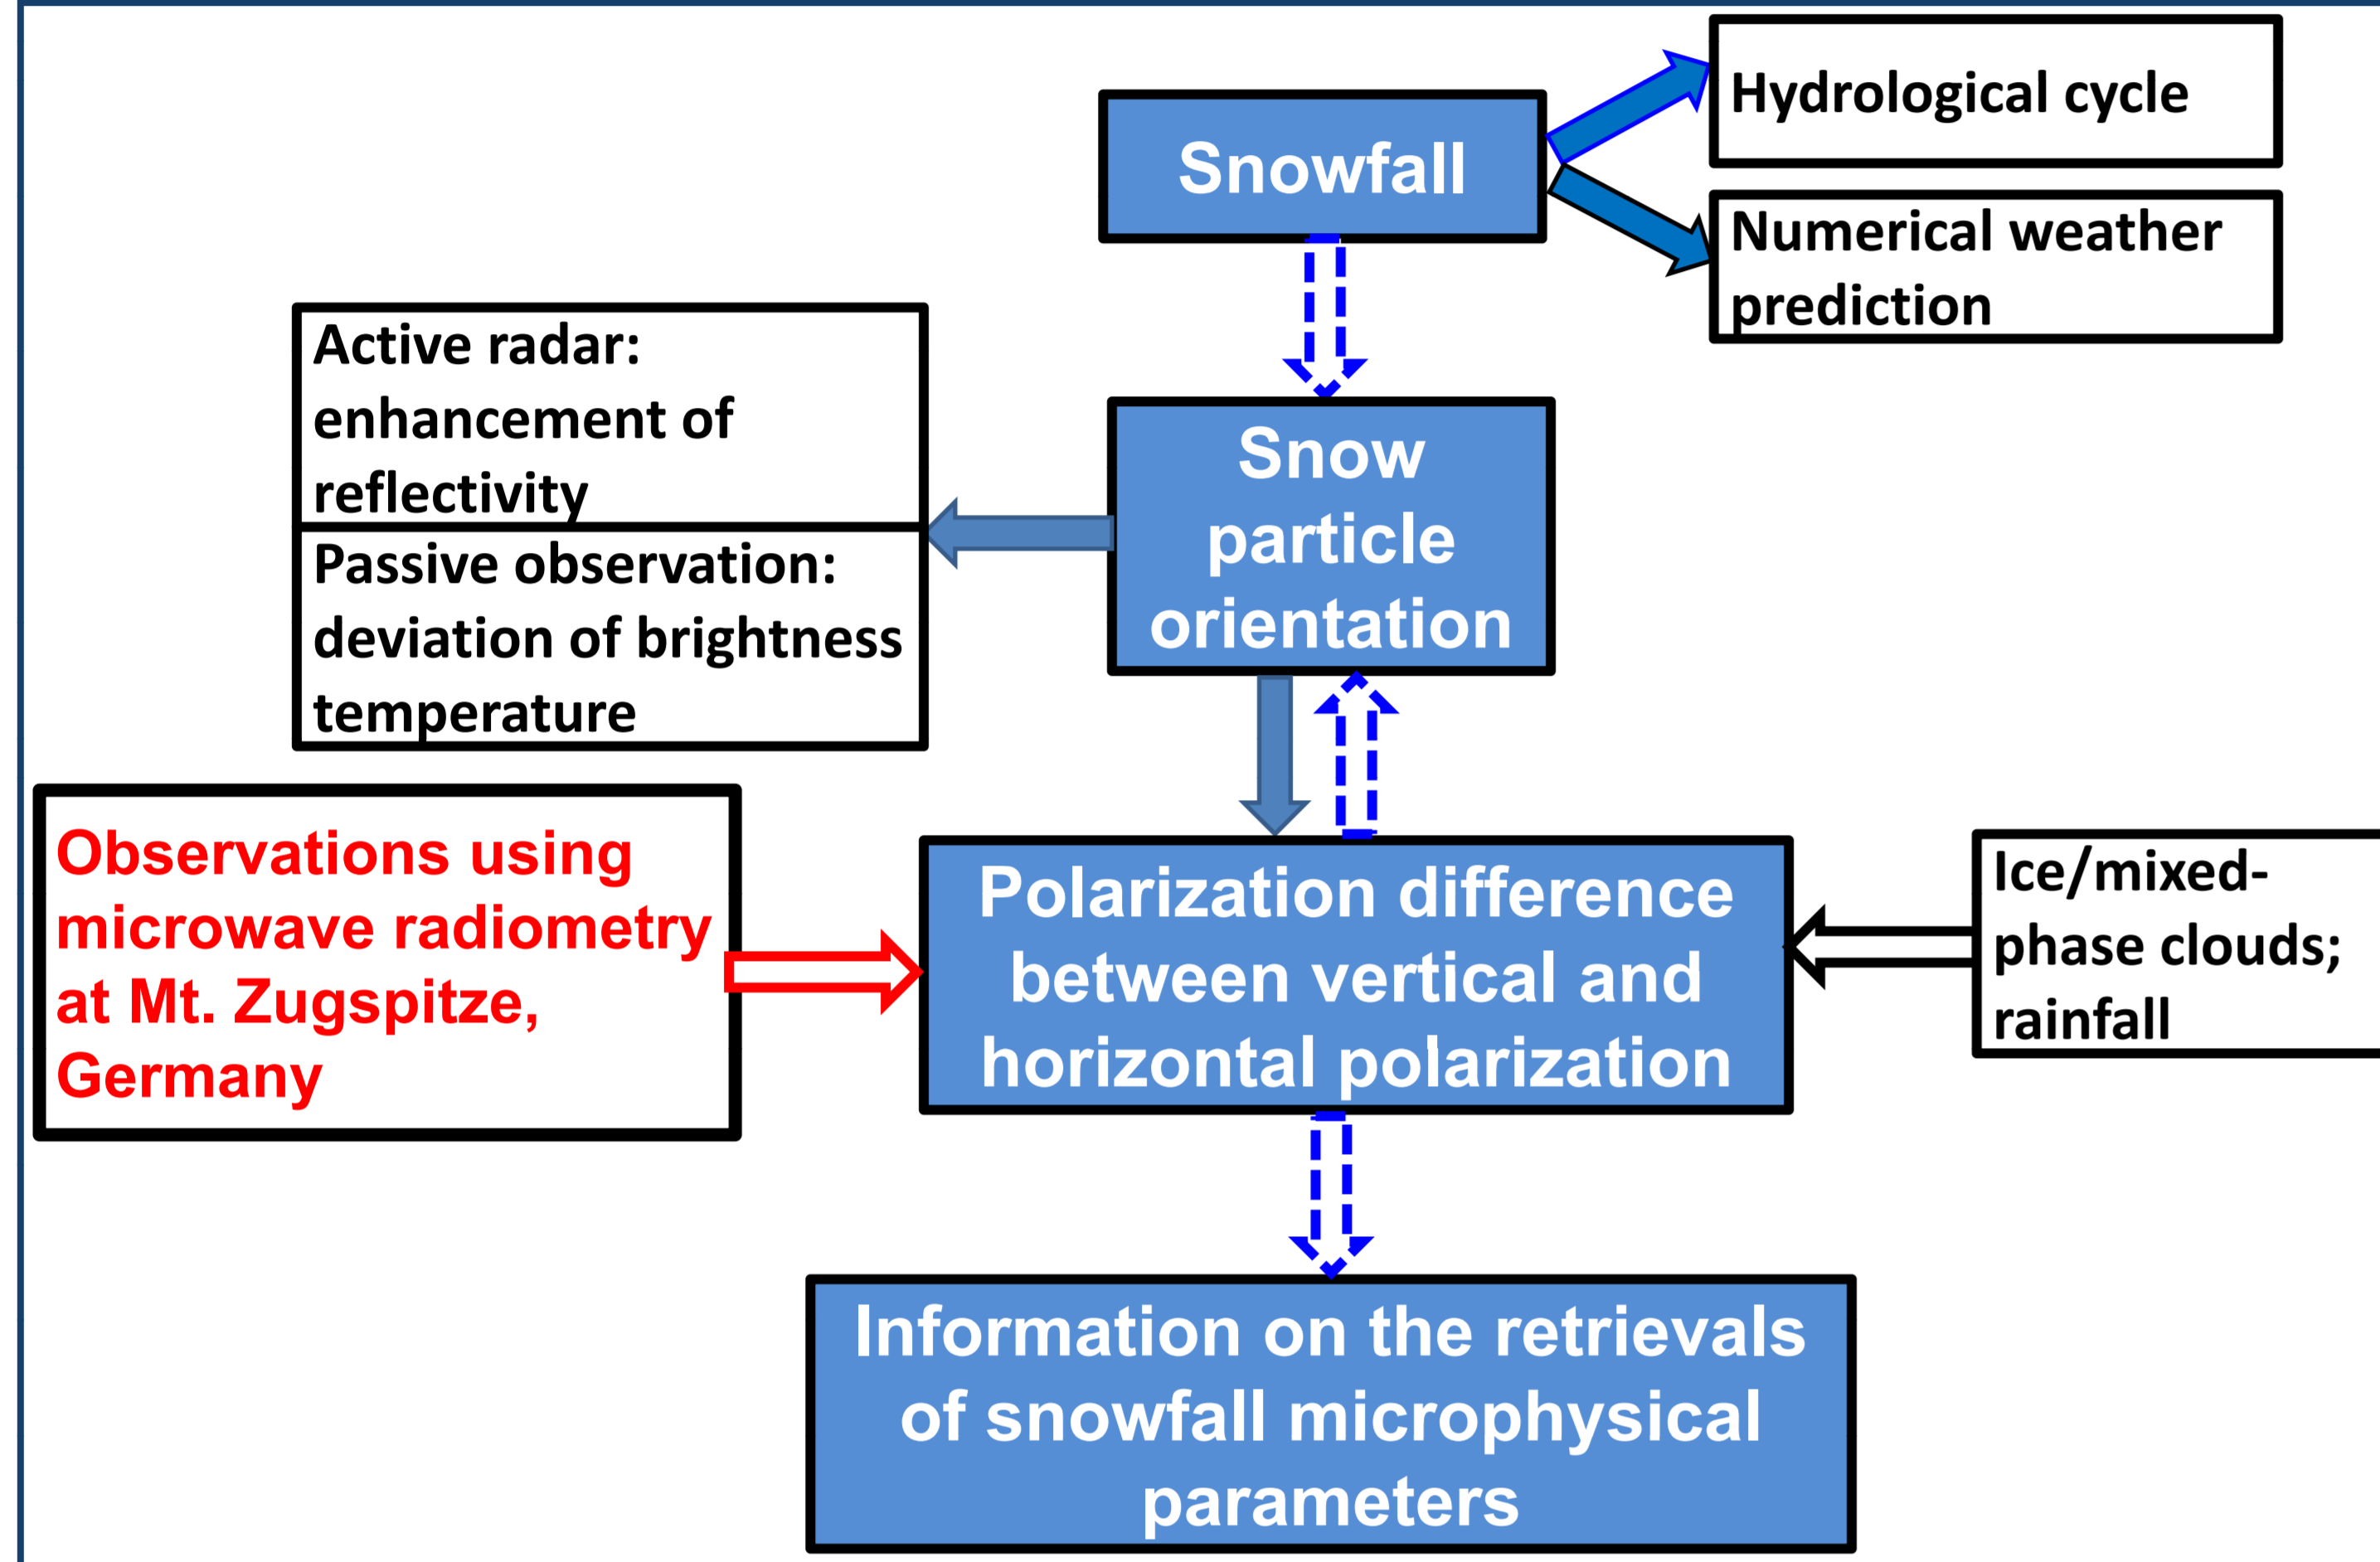 Snowfall
Hydrological cycle
Numerical weather
prediction
Active radar:
enhancement of
reflectivity
Passive observation:
deviation of brightness
temperature
Snow
particle
orientation
Observations using
microwave radiometry
at Mt. Zugspitze,
Germany
Polarization difference
between vertical and
horizontal polarization
Ice/mixed-
phase clouds;
rainfall
Information on the retrievals
of snowfall microphysical
parameters